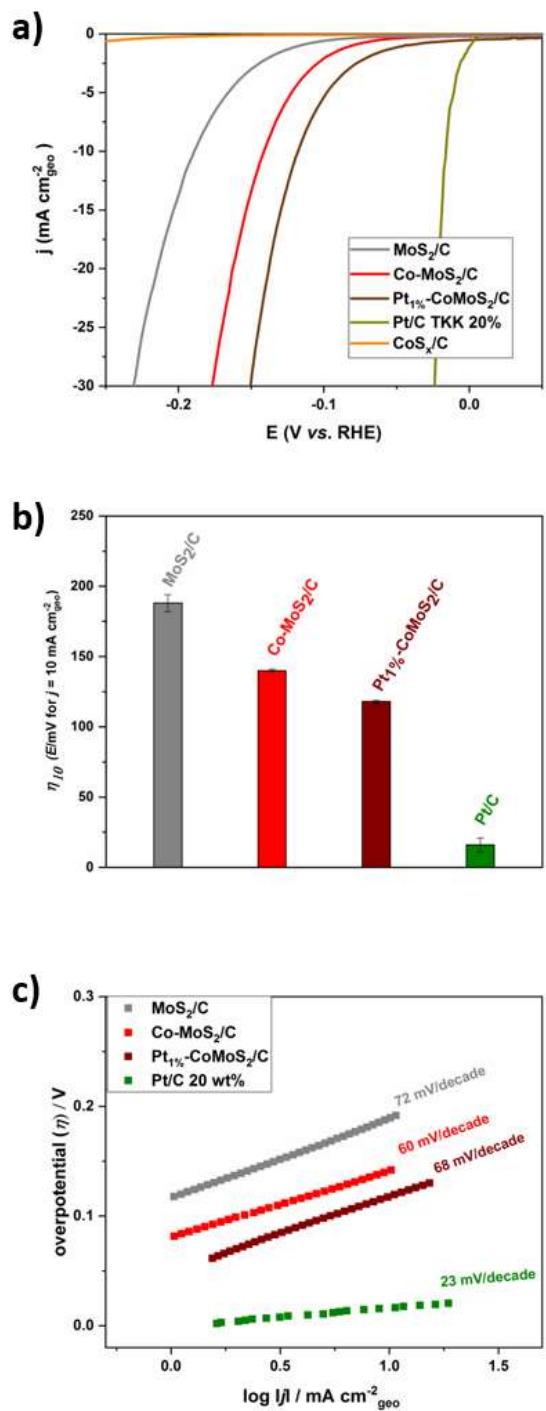 a)
0
-5
-10
-15
-20
-25
-30
j (mA cm⁻²geo)
MoS₂/C
Co-MoS₂/C
Pt₁%-CoMoS₂/C
Pt/C TKK 20%
CoSₓ/C
-0.2 -0.1 0.0
E (V vs. RHE)
b)
250
200
150
100
50
0
η₁₀ (E/mV for j = 10 mA cm⁻²geo)
MoS₂/C
Co-MoS₂/C
Pt₁%-CoMoS₂/C
Pt/C
c)
0.3
0.2
0.1
0.0
overpotential (η) / V
MoS₂/C
Co-MoS₂/C
Pt₁%-CoMoS₂/C
Pt/C 20 wt%
72 mV/decade
60 mV/decade
68 mV/decade
23 mV/decade
0.0 0.5 1.0 1.5
log |j| / mA cm⁻²geo